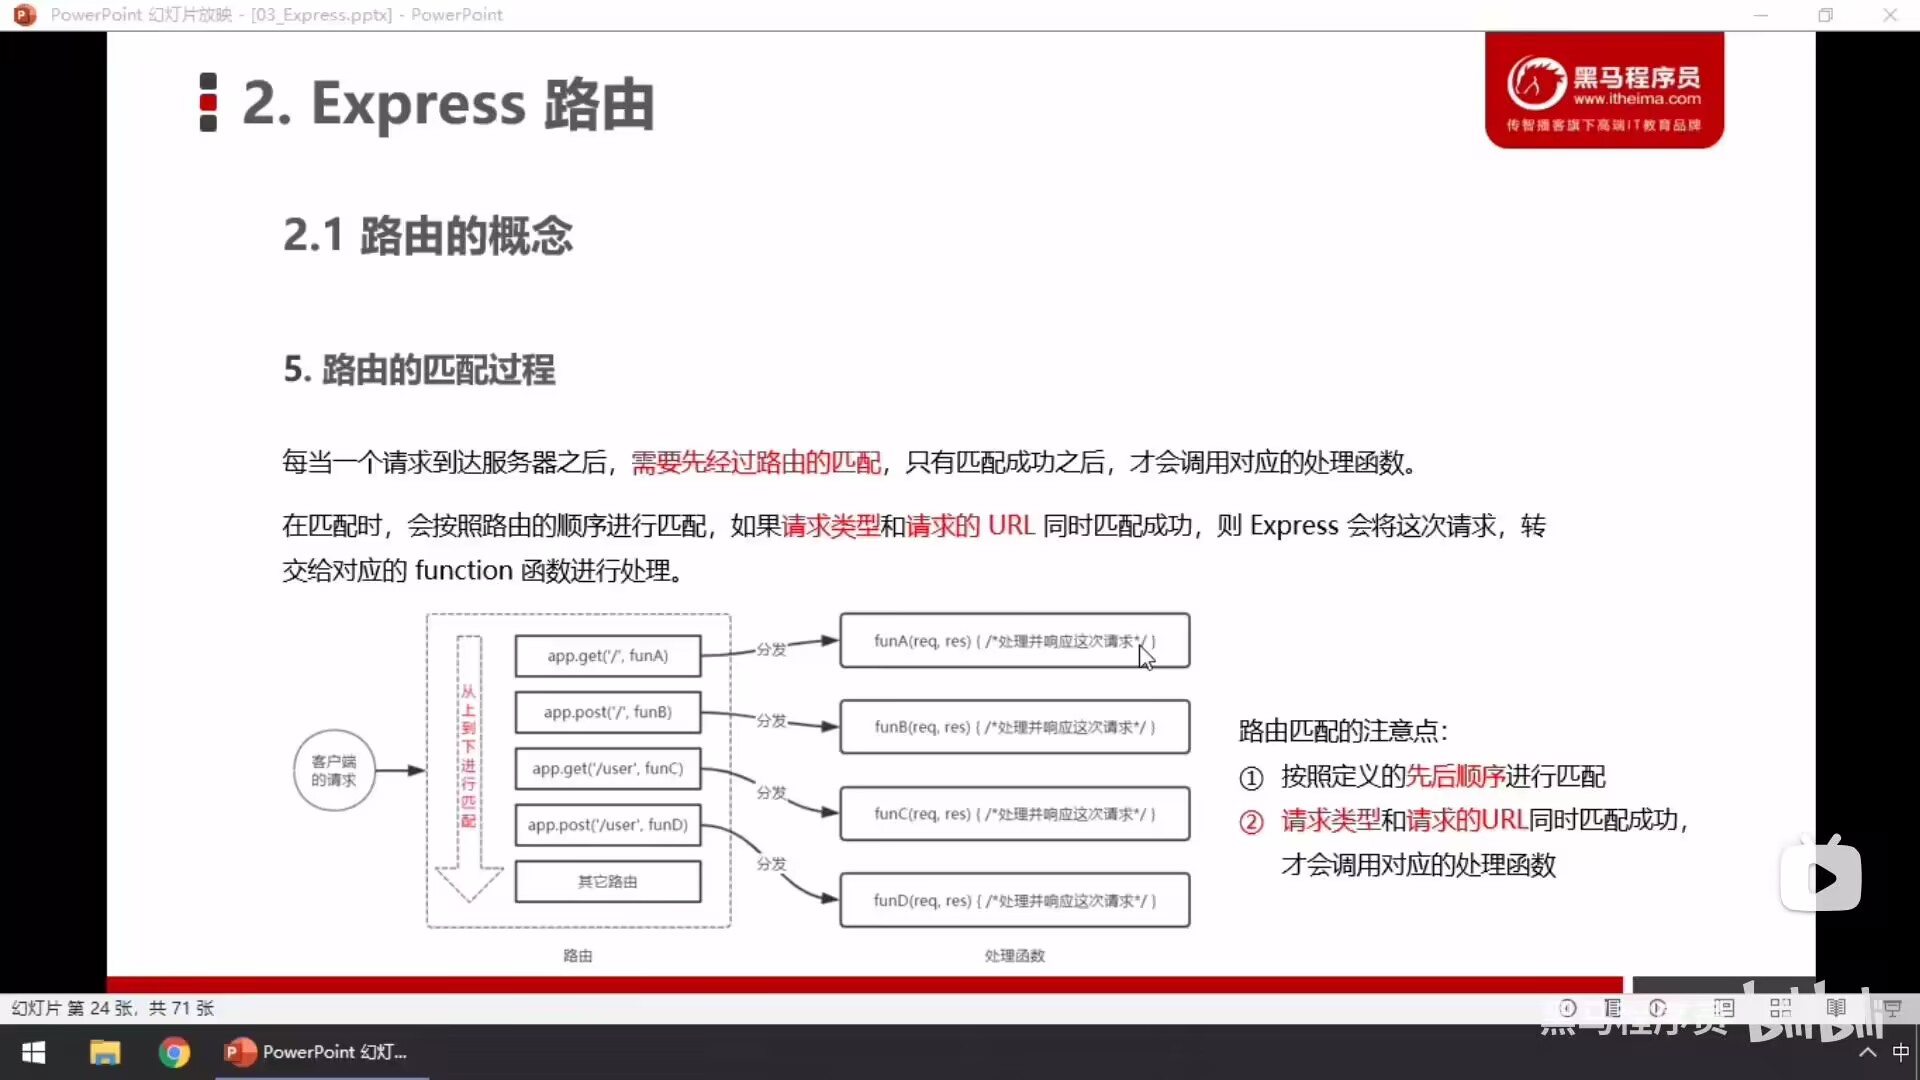 PowerPoint 幻灯片放映 - [03_Express.pptx] - PowerPoint
2. Express 路由
黑马程序员
www.itheima.com
传智播客旗下高端IT教育品牌
2.1 路由的概念
5. 路由的匹配过程
每当一个请求到达服务器之后，需要先经过路由的匹配，只有匹配成功之后，才会调用对应的处理函数。
在匹配时，会按照路由的顺序进行匹配，如果请求类型和请求的 URL 同时匹配成功，则 Express 会将这次请求，转
交给对应的 function 函数进行处理。
客户端
的请求
从上到下进行匹配
app.get('/', funA)
app.post('/', funB)
app.get('/user', funC)
app.post('/user', funD)
其它路由
路由
分发
分发
分发
分发
funA(req, res) { /*处理并响应这次请求*/ }
funB(req, res) { /*处理并响应这次请求*/ }
funC(req, res) { /*处理并响应这次请求*/ }
funD(req, res) { /*处理并响应这次请求*/ }
处理函数
路由匹配的注意点：
① 按照定义的先后顺序进行匹配
② 请求类型和请求的URL同时匹配成功，
才会调用对应的处理函数
幻灯片 第 24 张，共 71 张
黑马程序员 bilibili
PowerPoint 幻灯...
中